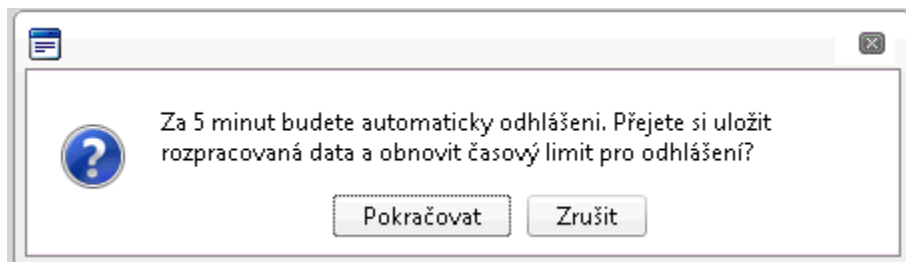 Za 5 minut budete automaticky odhlášeni. Přejete si uložit
rozpracovaná data a obnovit časový limit pro odhlášení?
Pokračovat
Zrušit